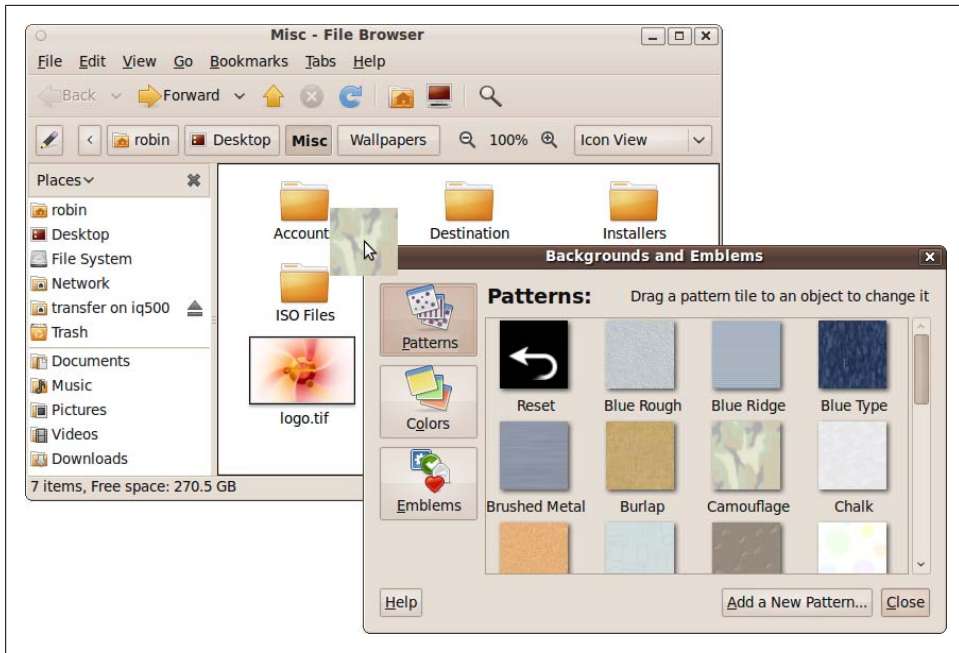 Misc - File Browser
File Edit View Go Bookmarks Tabs Help
Back Forward
robin Desktop Misc Wallpapers 100% Icon View
Places
robin
Desktop
File System
Network
transfer on iq500
Trash
Documents
Music
Pictures
Videos
Downloads
Account
Destination
Installers
ISO Files
logo.tif
7 items, Free space: 270.5 GB
Backgrounds and Emblems
Patterns
Colors
Emblems
Patterns: Drag a pattern tile to an object to change it
Reset Blue Rough Blue Ridge Blue Type
Brushed Metal Burlap Camouflage Chalk
Help Add a New Pattern... Close